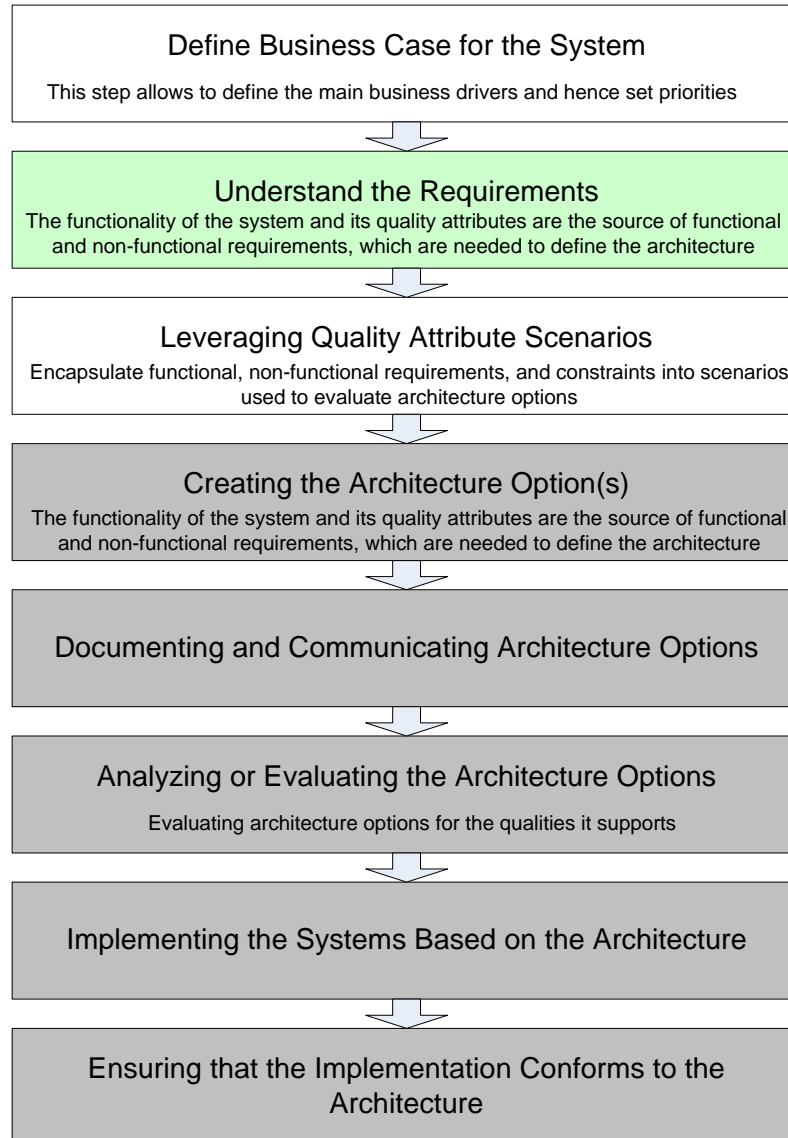 Define Business Case for the System
This step allows to define the main business drivers and hence set priorities
Understand the Requirements
The functionality of the system and its quality attributes are the source of functional
and non-functional requirements, which are needed to define the architecture
Leveraging Quality Attribute Scenarios
Encapsulate functional, non-functional requirements, and constraints into scenarios
used to evaluate architecture options
Creating the Architecture Option(s)
The functionality of the system and its quality attributes are the source of functional
and non-functional requirements, which are needed to define the architecture
Documenting and Communicating Architecture Options
Analyzing or Evaluating the Architecture Options
Evaluating architecture options for the qualities it supports
Implementing the Systems Based on the Architecture
Ensuring that the Implementation Conforms to the
Architecture